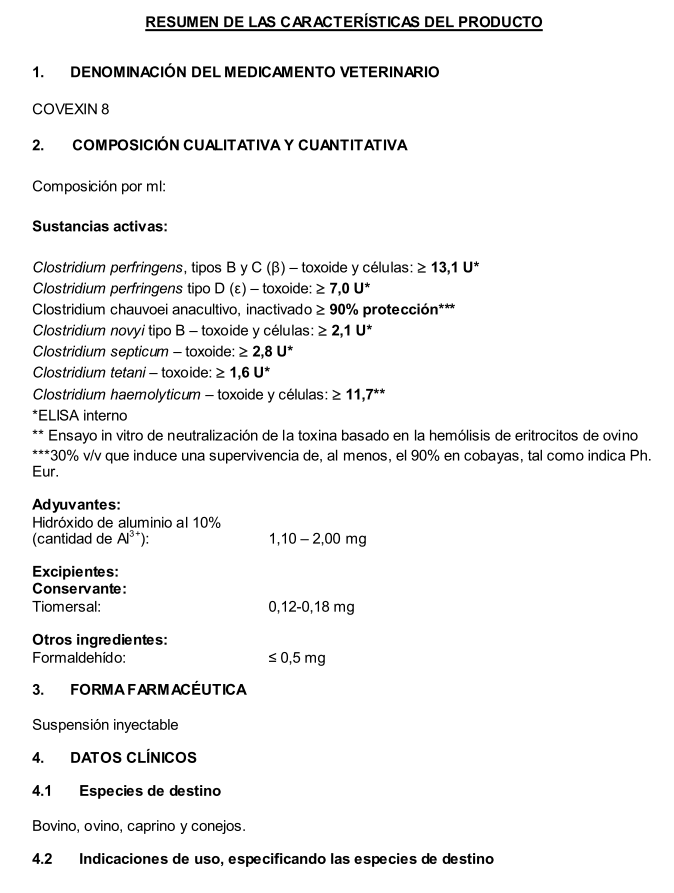 RESUMEN DE LAS CARACTERÍSTICAS DEL PRODUCTO
1. DENOMINACIÓN DEL MEDICAMENTO VETERINARIO
COVEXIN 8
2. COMPOSICIÓN CUALITATIVA Y CUANTITATIVA
Composición por ml:
Sustancias activas:
Clostridium perfringens, tipos B y C (β) – toxoide y células: ≥ 13,1 U*
Clostridium perfringens tipo D (ε) – toxoide: ≥ 7,0 U*
Clostridium chauvoei anacultivo, inactivado ≥ 90% protección***
Clostridium novyi tipo B – toxoide y células: ≥ 2,1 U*
Clostridium septicum – toxoide: ≥ 2,8 U*
Clostridium tetani – toxoide: ≥ 1,6 U*
Clostridium haemolyticum – toxoide y células: ≥ 11,7**
*ELISA interno
** Ensayo in vitro de neutralización de la toxina basado en la hemólisis de eritrocitos de ovino
***30% v/v que induce una supervivencia de, al menos, el 90% en cobayas, tal como indica Ph.
Eur.
Adyuvantes:
Hidróxido de aluminio al 10%
(cantidad de Al3+): 1,10 – 2,00 mg
Excipientes:
Conservante:
Tiomersal: 0,12-0,18 mg
Otros ingredientes:
Formaldehído: ≤ 0,5 mg
3. FORMA FARMACÉUTICA
Suspensión inyectable
4. DATOS CLÍNICOS
4.1 Especies de destino
Bovino, ovino, caprino y conejos.
4.2 Indicaciones de uso, especificando las especies de destino